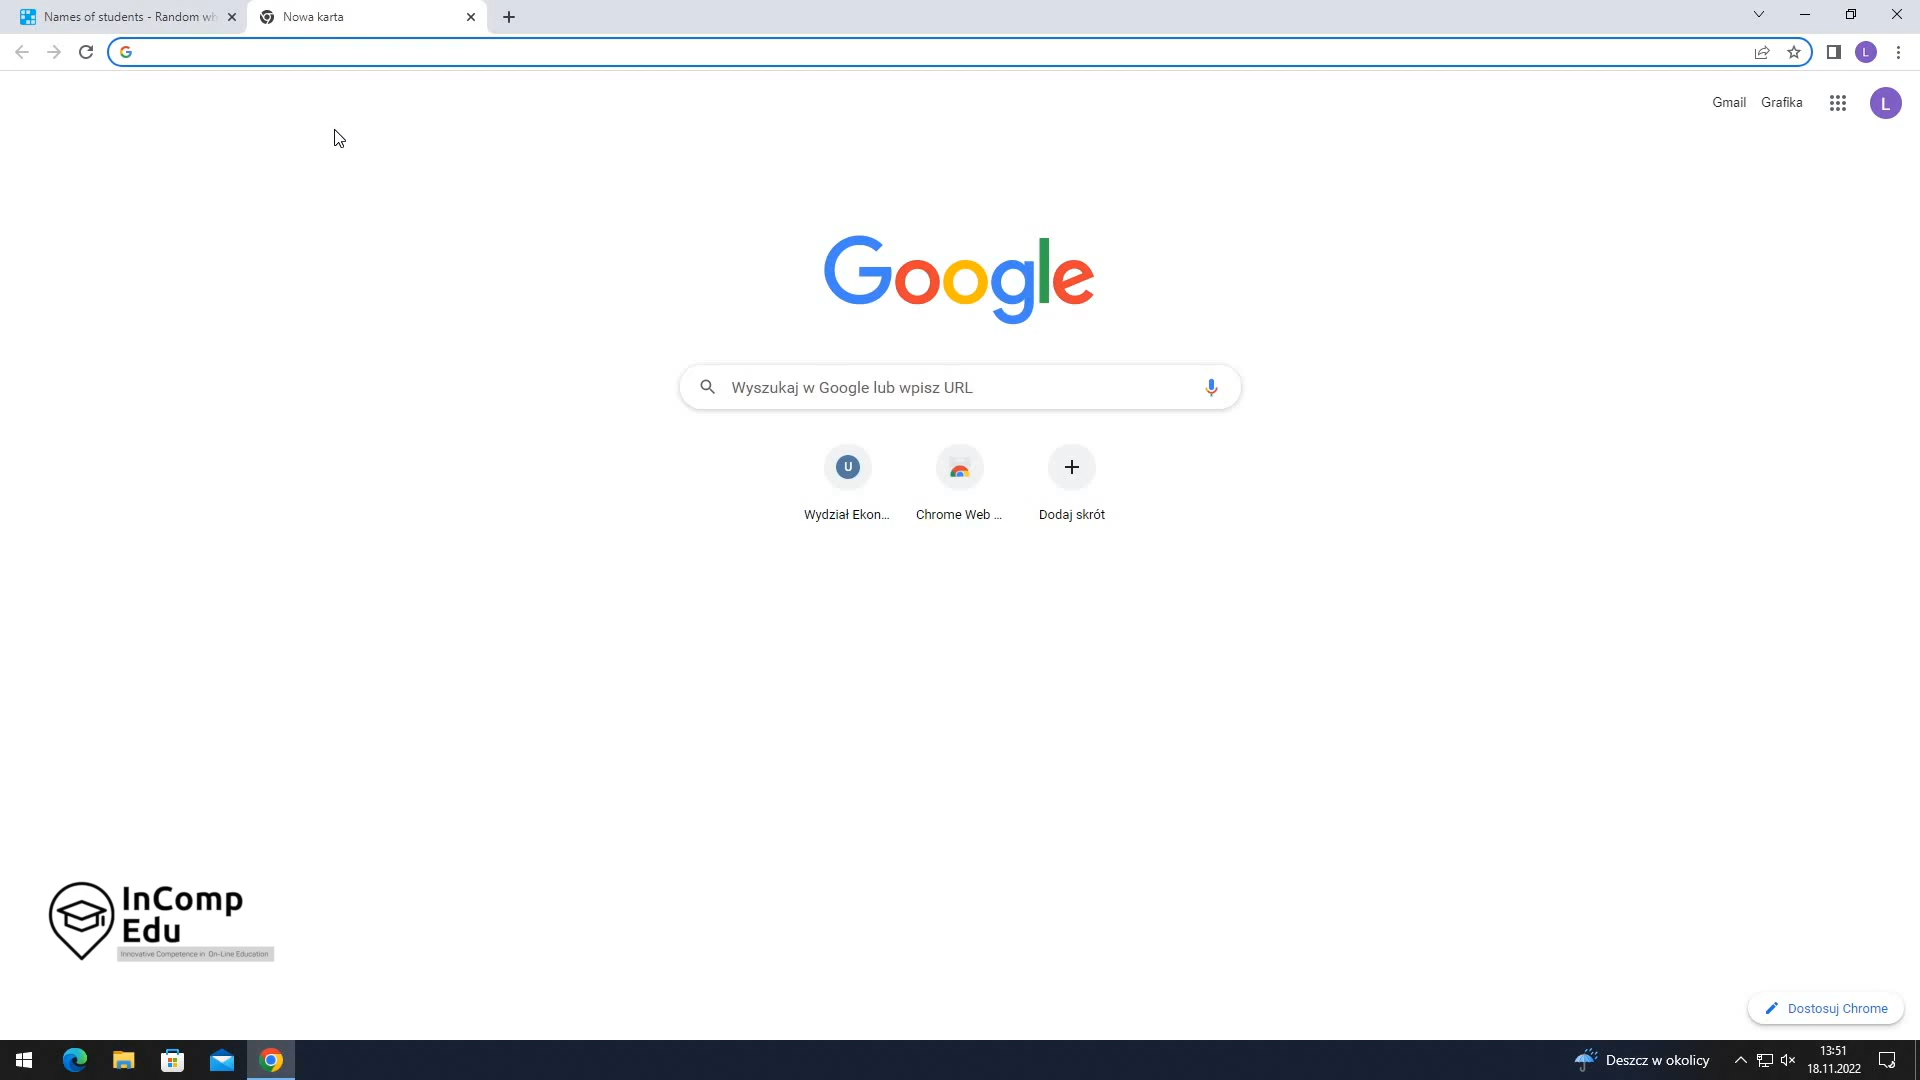 Names of students - Random wh
Nowa karta
L
Gmail
Grafika
L
Google
Wyszukaj w Google lub wpisz URL
U
Wydział Ekon...
Chrome Web ...
Dodaj skrót
InComp
Edu
Innovative Competence in On-Line Education
Dostosuj Chrome
Deszcz w okolicy
13:51
18.11.2022